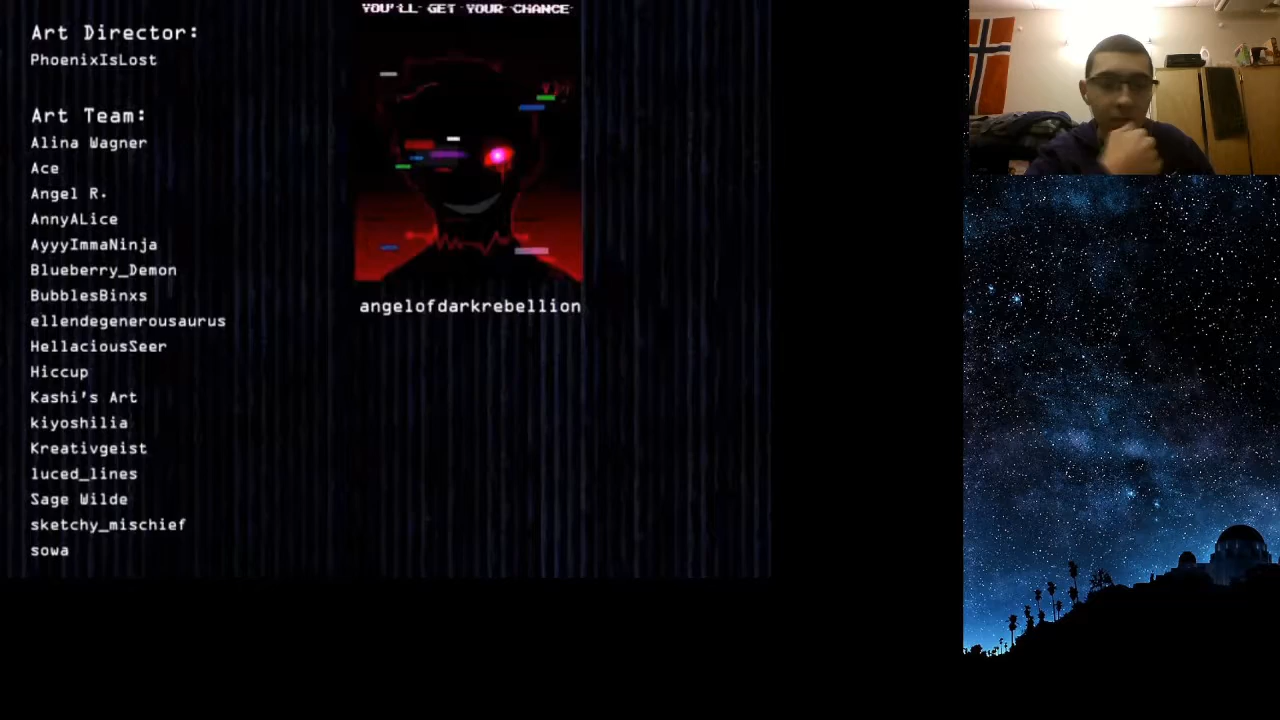 Art Director:
PhoenixIsLost
Art Team:
Alina Wagner
Ace
Angel R.
AnnyALice
AyyyImmaNinja
Blueberry_Demon
BubblesBinxs
ellendegenerousaurus
HellaciousSeer
Hiccup
Kashi's Art
kiyoshilia
Kreativgeist
luced_lines
Sage Wilde
sketchy_mischief
sowa
YOU'LL GET YOUR CHANCE
angelofdarkrebellion